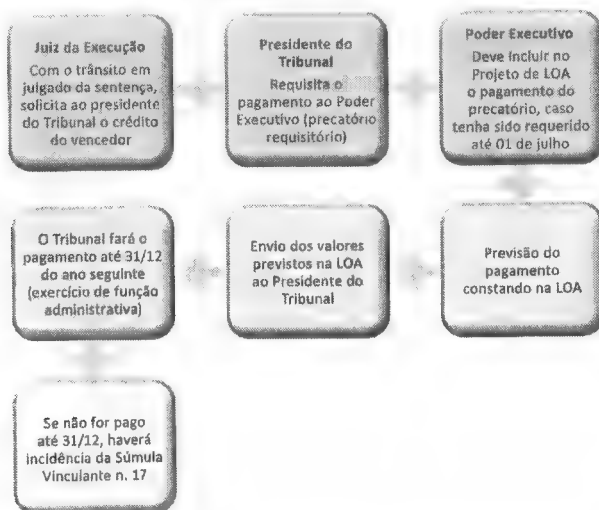 Juiz da Execução
Com o trânsito em
julgado da sentença,
solicita ao presidente
do Tribunal o crédito
do vencedor
Presidente do
Tribunal
Requisita o
pagamento ao Poder
Executivo (precatório
requisitório)
Poder Executivo
Deve incluir no
Projeto de LOA
o pagamento do
precatório, caso
tenha sido requerido
até 01 de julho
Previsão do
pagamento
constando na LOA
Envio dos valores
previstos na LOA
ao Presidente do
Tribunal
O Tribunal fará o
pagamento até 31/12
do ano seguinte
(exercício de função
administrativa)
Se não for pago
até 31/12, haverá
incidência da Súmula
Vinculante n. 17